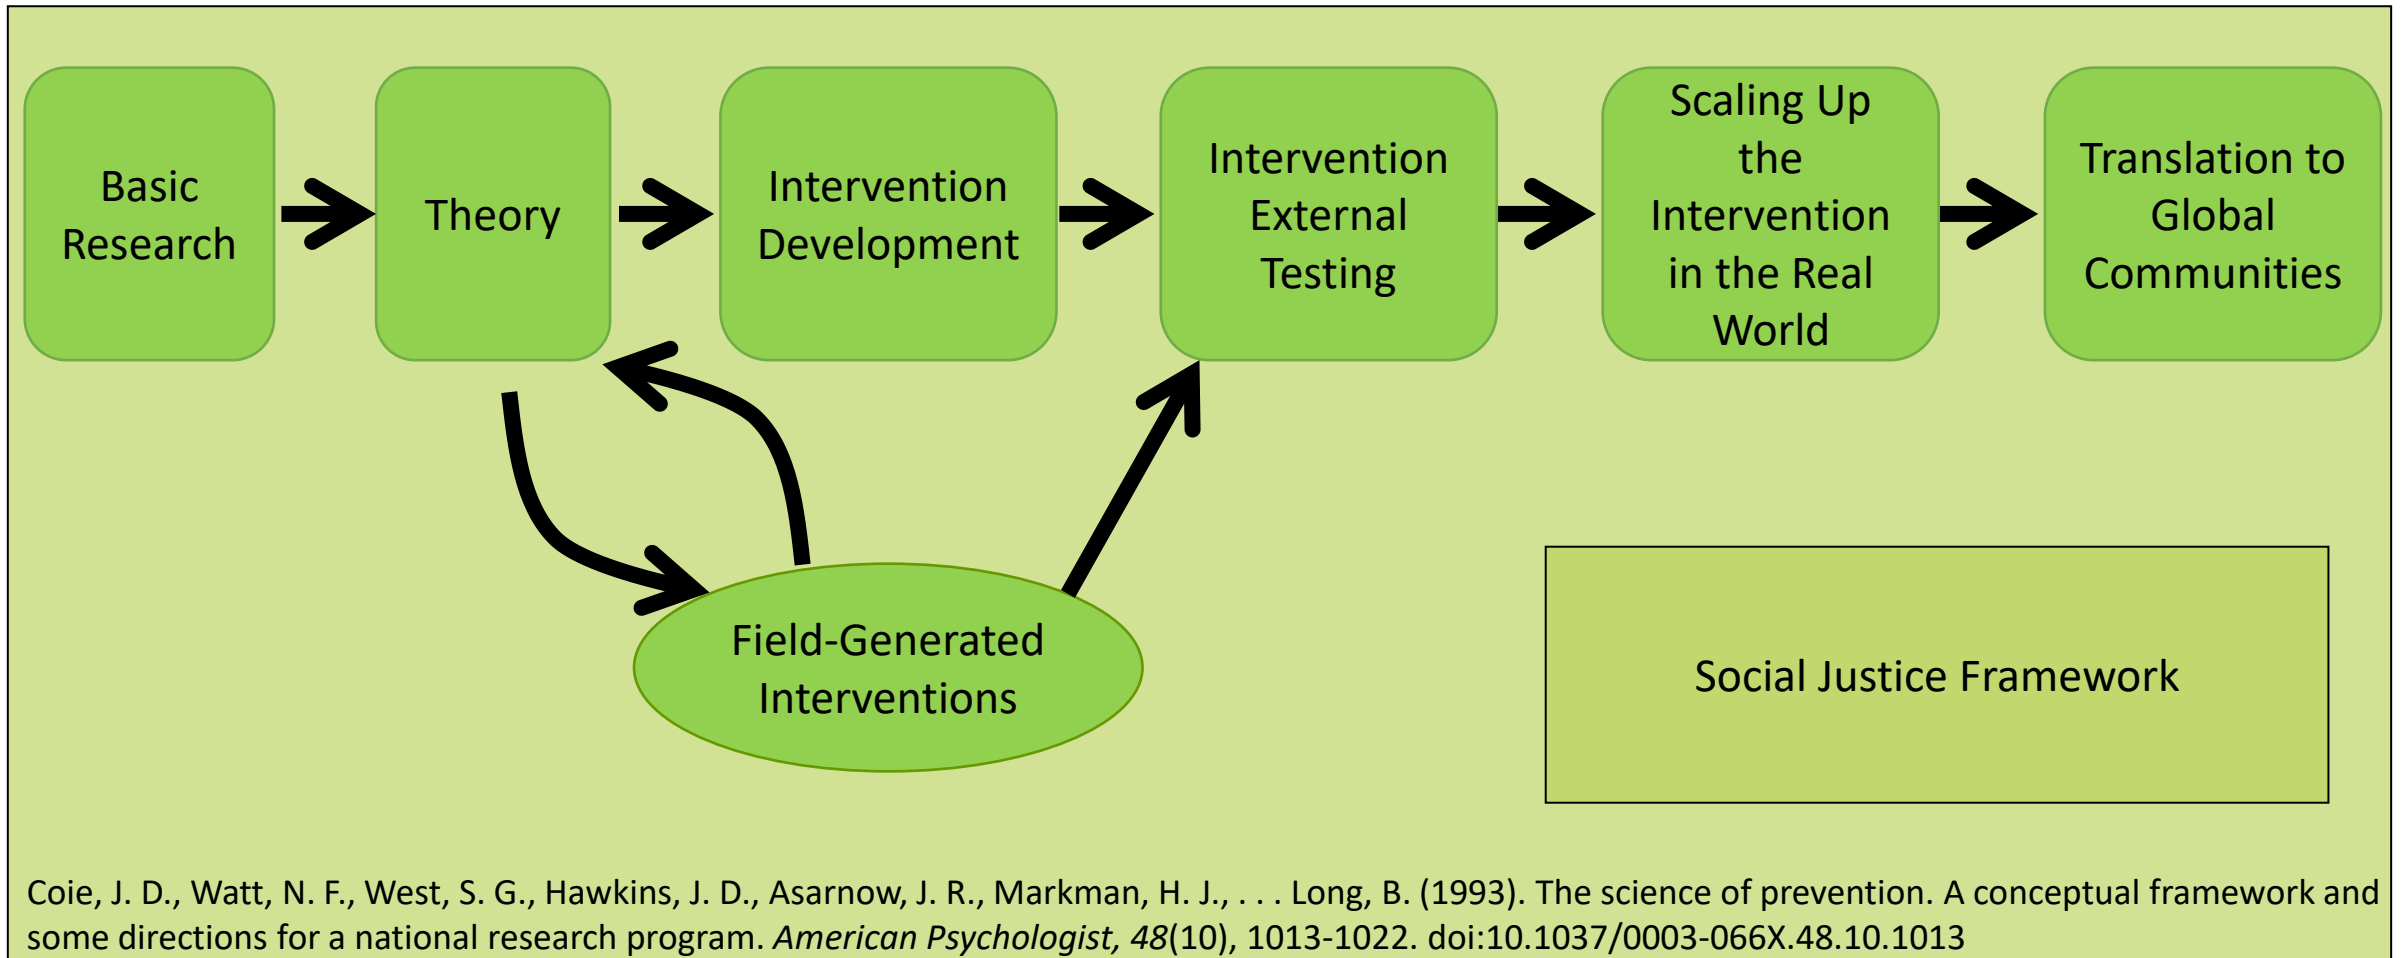 Basic
Research
Theory
Intervention
Development
Intervention
External
Testing
Scaling Up
the
Intervention
in the Real
World
Translation to
Global
Communities
Field-Generated
Interventions
Social Justice Framework
Coie, J. D., Watt, N. F., West, S. G., Hawkins, J. D., Asarnow, J. R., Markman, H. J., . . . Long, B. (1993). The science of prevention. A conceptual framework and
some directions for a national research program. American Psychologist, 48(10), 1013-1022. doi:10.1037/0003-066X.48.10.1013